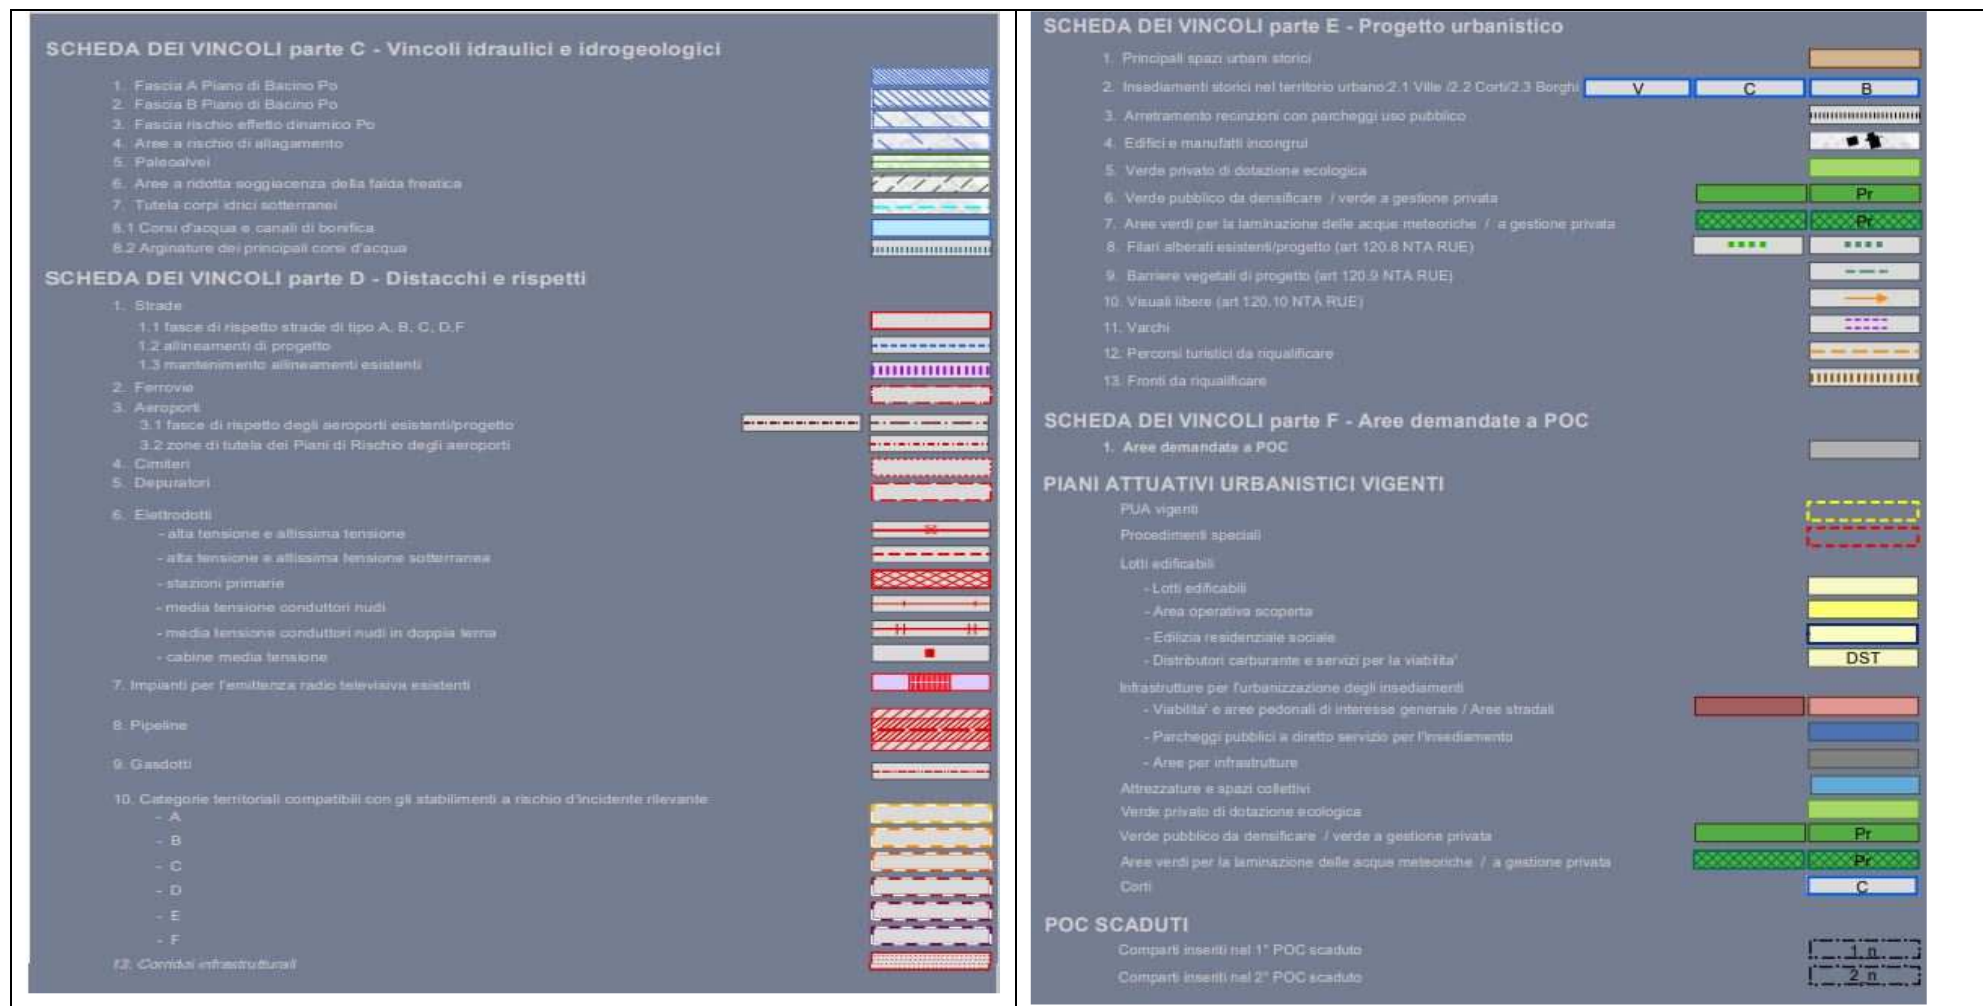 SCHEDA DEI VINCOLI parte C - Vincoli idraulici e idrogeologici
1. Fascia A Piano di Bacino Po
2. Fascia B Piano di Bacino Po
3. Fascia rischio effetto dinamico Po
4. Aree a rischio di allagamento
5. Paleoalvei
6. Aree a ridotta soggiacenza della falda freatica
7. Tutela corpi idrici sotterranei
8.1 Corsi d'acqua e canali di bonifica
8.2 Arginature dei principali corsi d'acqua
SCHEDA DEI VINCOLI parte D - Distacchi e rispetti
1. Strade
1.1 fasce di rispetto strade di tipo A, B, C, D,F
1.2 allineamenti di progetto
1.3 mantenimento allineamenti esistenti
2. Ferrovie
3. Aeroporti
3.1 fasce di rispetto degli aeroporti esistenti/progetto
3.2 zone di tutela dei Piani di Rischio degli aeroporti
4. Cimiteri
5. Depuratori
6. Elettrodotti
- alta tensione e altissima tensione
- alta tensione e altissima tensione sotterranea
- stazioni primarie
- media tensione conduttori nudi
- media tensione conduttori nudi in doppia terna
- cabine media tensione
7. Impianti per l'emittenza radio televisiva esistenti
8. Pipeline
9. Gasdotti
10. Categorie territoriali compatibili con gli stabilimenti a rischio d'incidente rilevante
- A
- B
- C
- D
- E
- F
12. Corridoi infrastrutturali
SCHEDA DEI VINCOLI parte E - Progetto urbanistico
1. Principali spazi urbani storici
2. Insediamenti storici nel territorio urbano:2.1 Ville /2.2 Corti/2.3 Borghi V C B
3. Arretramento recinzioni con parcheggi uso pubblico
4. Edifici e manufatti incongrui
5. Verde privato di dotazione ecologica
6. Verde pubblico da densificare / verde a gestione privata Pr
7. Aree verdi per la laminazione delle acque meteoriche / a gestione privata Pr
8. Filari alberati esistenti/progetto (art 120.8 NTA RUE)
9. Barriere vegetali di progetto (art 120.9 NTA RUE)
10. Visuali libere (art 120.10 NTA RUE)
11. Varchi
12. Percorsi turistici da riqualificare
13. Fronti da riqualificare
SCHEDA DEI VINCOLI parte F - Aree demandate a POC
1. Aree demandate a POC
PIANI ATTUATIVI URBANISTICI VIGENTI
PUA vigenti
Procedimenti speciali
Lotti edificabili
- Lotti edificabili
- Area operativa scoperta
- Edilizia residenziale sociale
- Distributori carburante e servizi per la viabilita' DST
Infrastrutture per l'urbanizzazione degli insediamenti
- Viabilita' e aree pedonali di interesse generale / Aree stradali
- Parcheggi pubblici a diretto servizio per l'insediamento
- Aree per infrastrutture
Attrezzature e spazi collettivi
Verde privato di dotazione ecologica
Verde pubblico da densificare / verde a gestione privata Pr
Aree verdi per la laminazione delle acque meteoriche / a gestione privata Pr
Corti C
POC SCADUTI
Comparti inseriti nel 1° POC scaduto 1_n
Comparti inseriti nel 2° POC scaduto 2_n